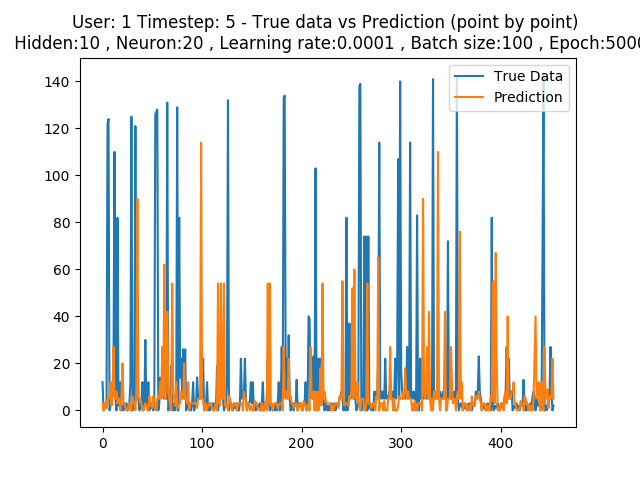 User: 1 Timestep: 5 - True data vs Prediction (point by point)
Hidden:10 , Neuron:20 , Learning rate:0.0001 , Batch size:100 , Epoch:5000
True Data
Prediction
140
120
100
80
60
40
20
0
0 100 200 300 400